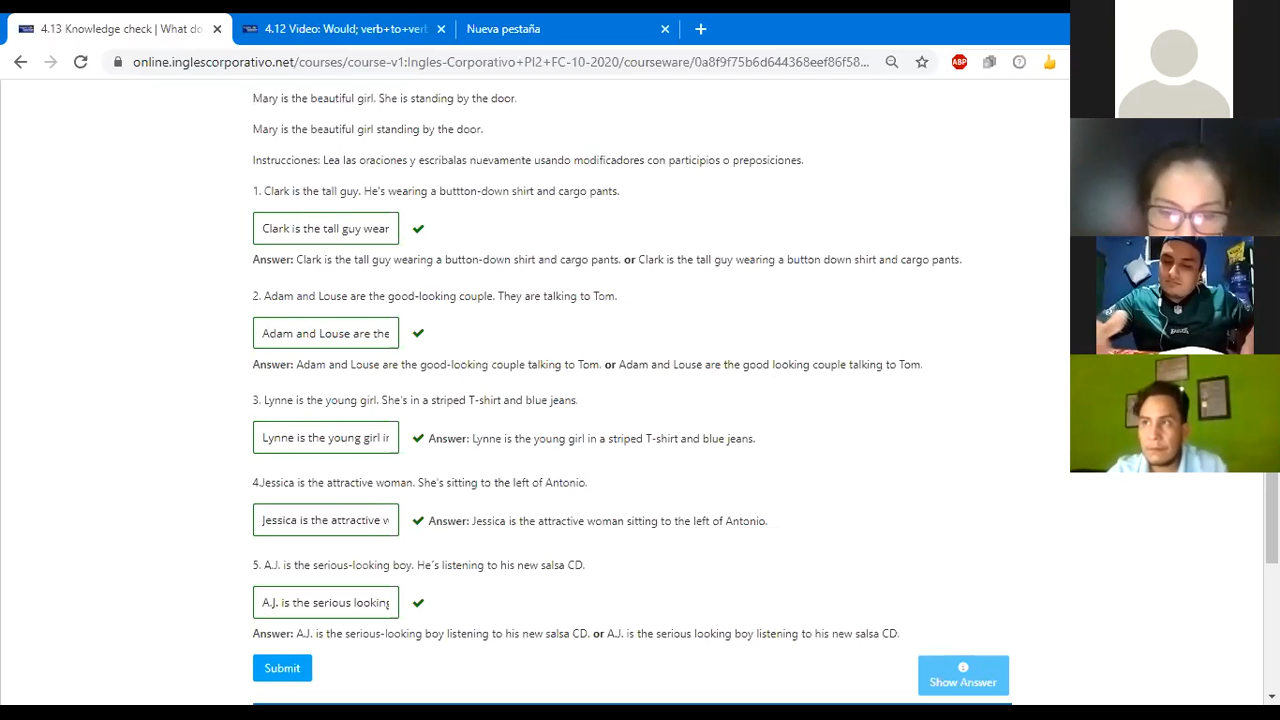 4.13 Knowledge check | What do
4.12 Video: Would; verb+to+verb
Nueva pestaña
online.inglescorporativo.net/courses/course-v1:Ingles-Corporativo+PI2+FC-10-2020/courseware/0a8f9f75b6d644368eef86f58...
ABP
Mary is the beautiful girl. She is standing by the door.
Mary is the beautiful girl standing by the door.
Instrucciones: Lea las oraciones y escribalas nuevamente usando modificadores con participios o preposiciones.
1. Clark is the tall guy. He's wearing a buttton-down shirt and cargo pants.
Clark is the tall guy wear
Answer: Clark is the tall guy wearing a button-down shirt and cargo pants. or Clark is the tall guy wearing a button down shirt and cargo pants.
2. Adam and Louse are the good-looking couple. They are talking to Tom.
Adam and Louse are the
Answer: Adam and Louse are the good-looking couple talking to Tom. or Adam and Louse are the good looking couple talking to Tom.
3. Lynne is the young girl. She's in a striped T-shirt and blue jeans.
Lynne is the young girl ir
Answer: Lynne is the young girl in a striped T-shirt and blue jeans.
4.Jessica is the attractive woman. She's sitting to the left of Antonio.
Jessica is the attractive w
Answer: Jessica is the attractive woman sitting to the left of Antonio.
5. A.J. is the serious-looking boy. He´s listening to his new salsa CD.
A.J. is the serious looking
Answer: A.J. is the serious-looking boy listening to his new salsa CD. or A.J. is the serious looking boy listening to his new salsa CD.
Submit
Show Answer